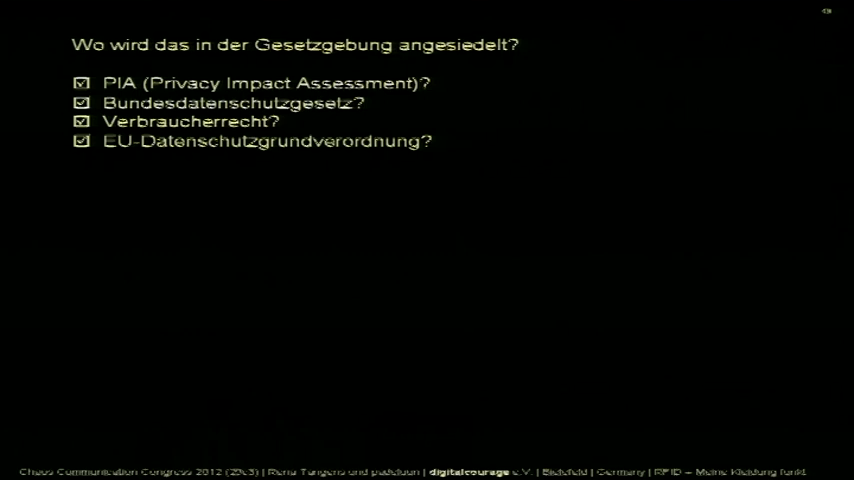 Wo wird das in der Gesetzgebung angesiedelt?
PIA (Privacy Impact Assessment)?
Bundesdatenschutzgesetz?
Verbraucherrecht?
EU-Datenschutzgrundverordnung?
Chaos Communication Congress 2012 (29c3) | Rena Tangens und padeluun | digitalcourage e.V. | Bielefeld | Germany | RFID – Meine Kleidung funkt